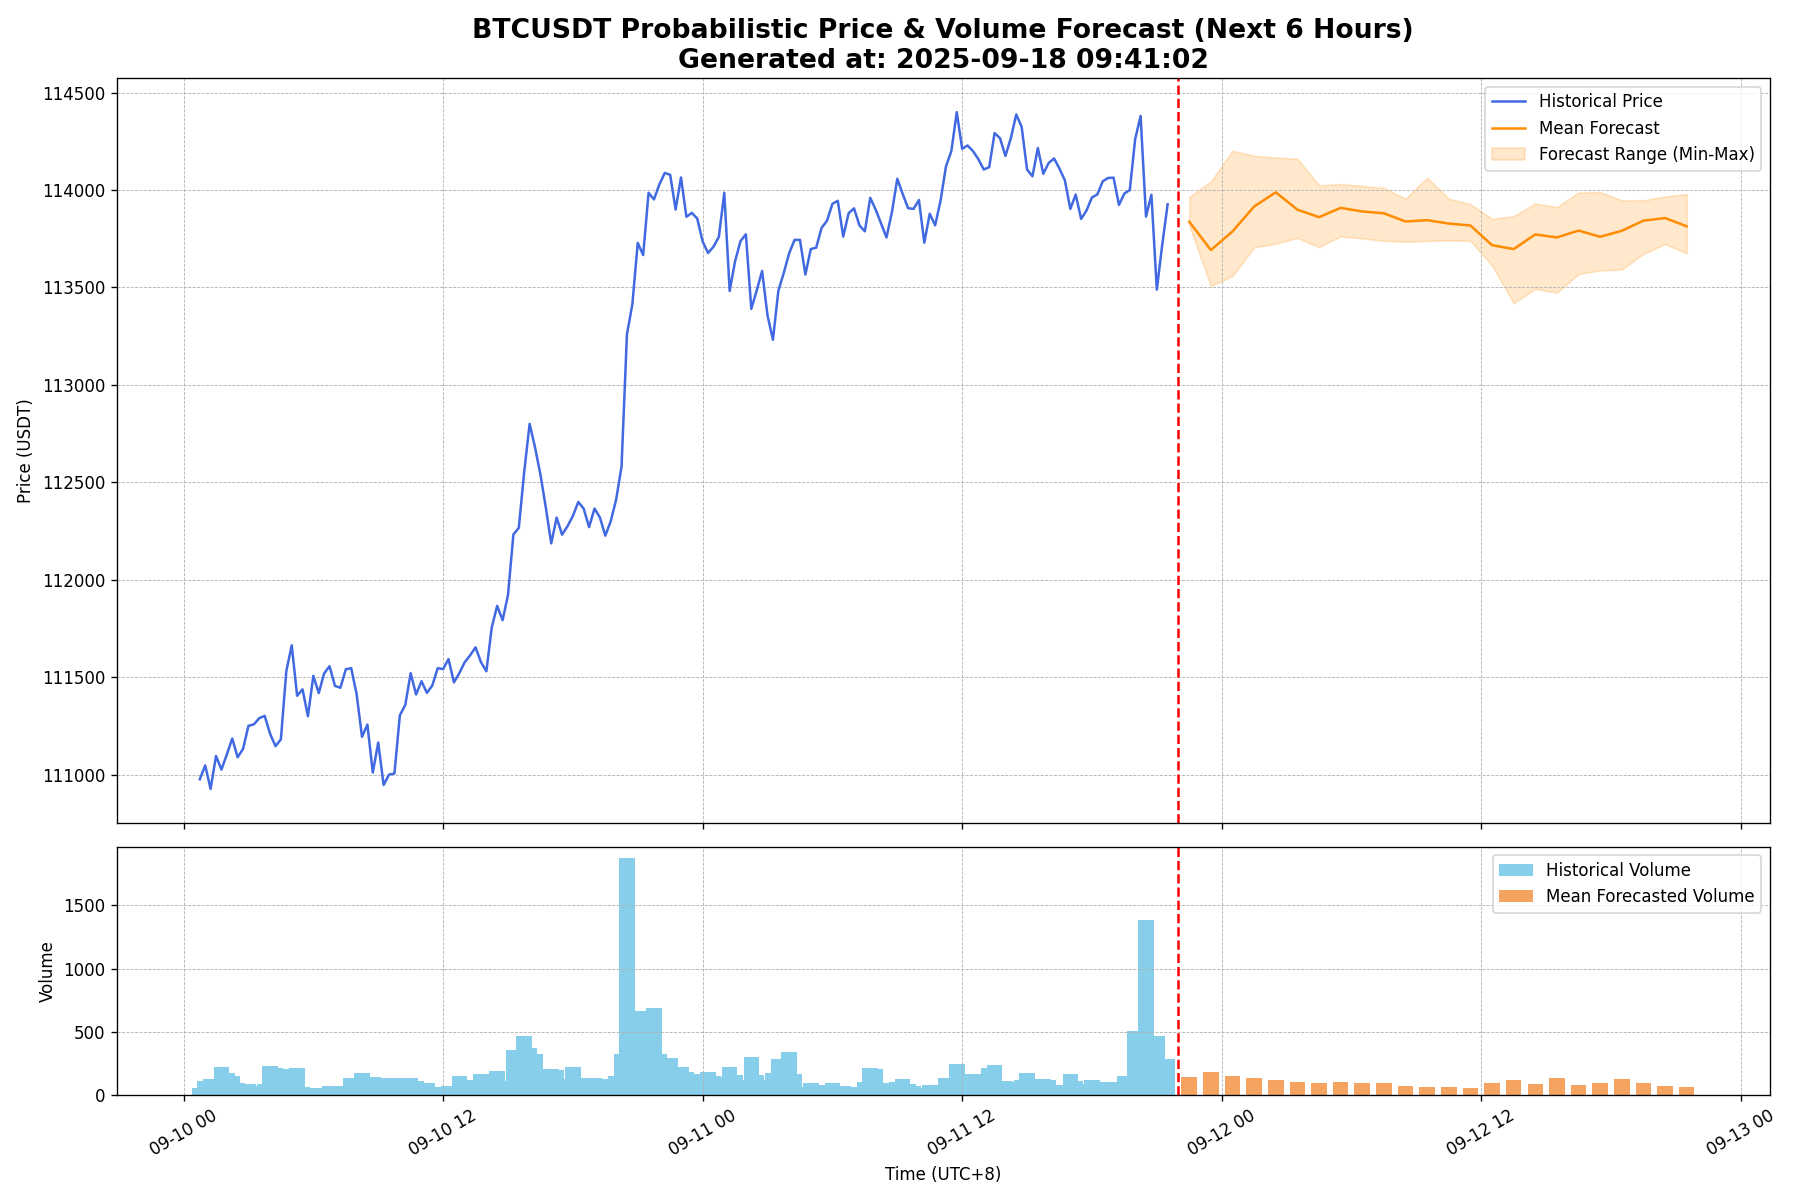 BTCUSDT Probabilistic Price & Volume Forecast (Next 6 Hours)
Generated at: 2025-09-18 09:41:02
Historical Price
Mean Forecast
Forecast Range (Min-Max)
Price (USDT)
114500
114000
113500
113000
112500
112000
111500
111000
Historical Volume
Mean Forecasted Volume
Volume
1500
1000
500
0
09-10 00
09-10 12
09-11 00
09-11 12
09-12 00
09-12 12
09-13 00
Time (UTC+8)